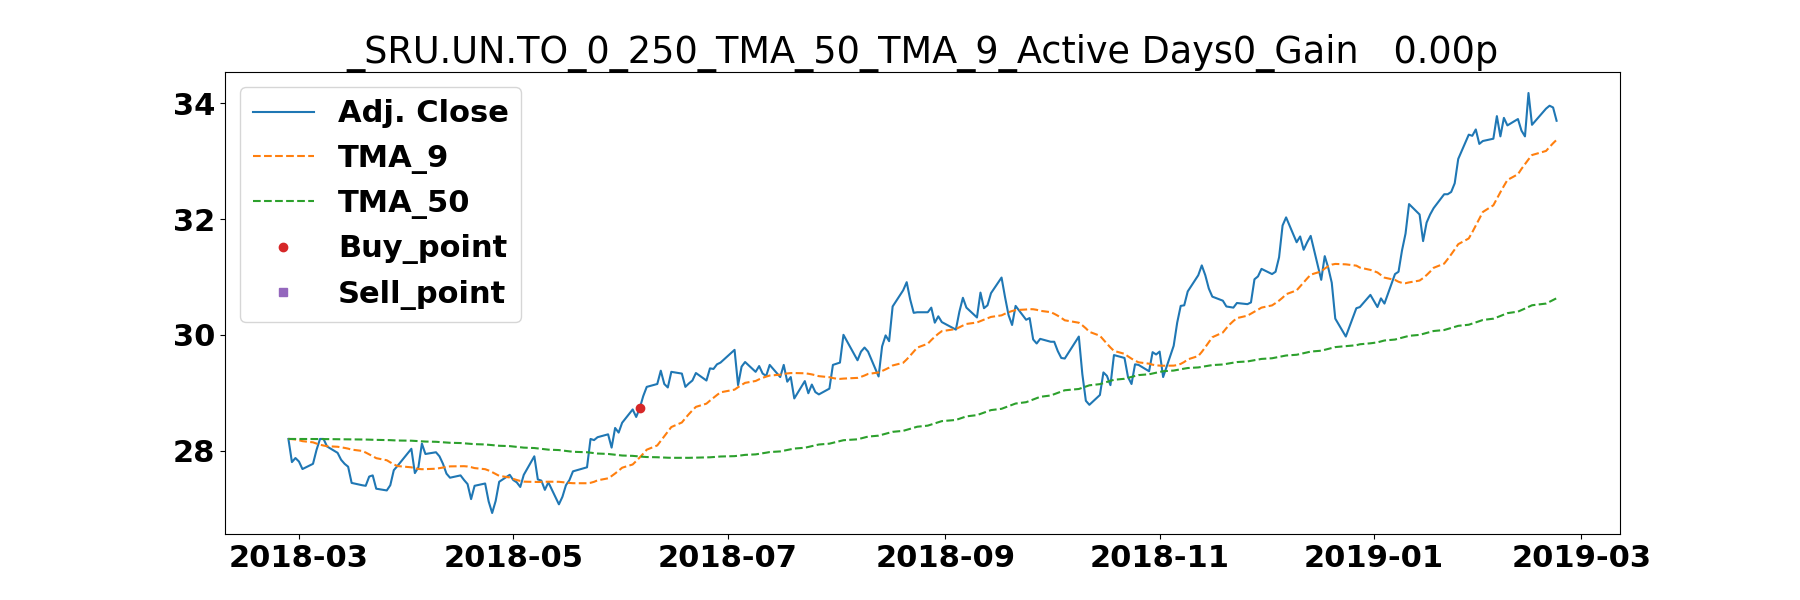 _SRU.UN.TO_0_250_TMA_50_TMA_9_Active Days0_Gain   0.00p
34
32
30
28
Adj. Close
TMA_9
TMA_50
Buy_point
Sell_point
2018-03 2018-05 2018-07 2018-09 2018-11 2019-01 2019-03